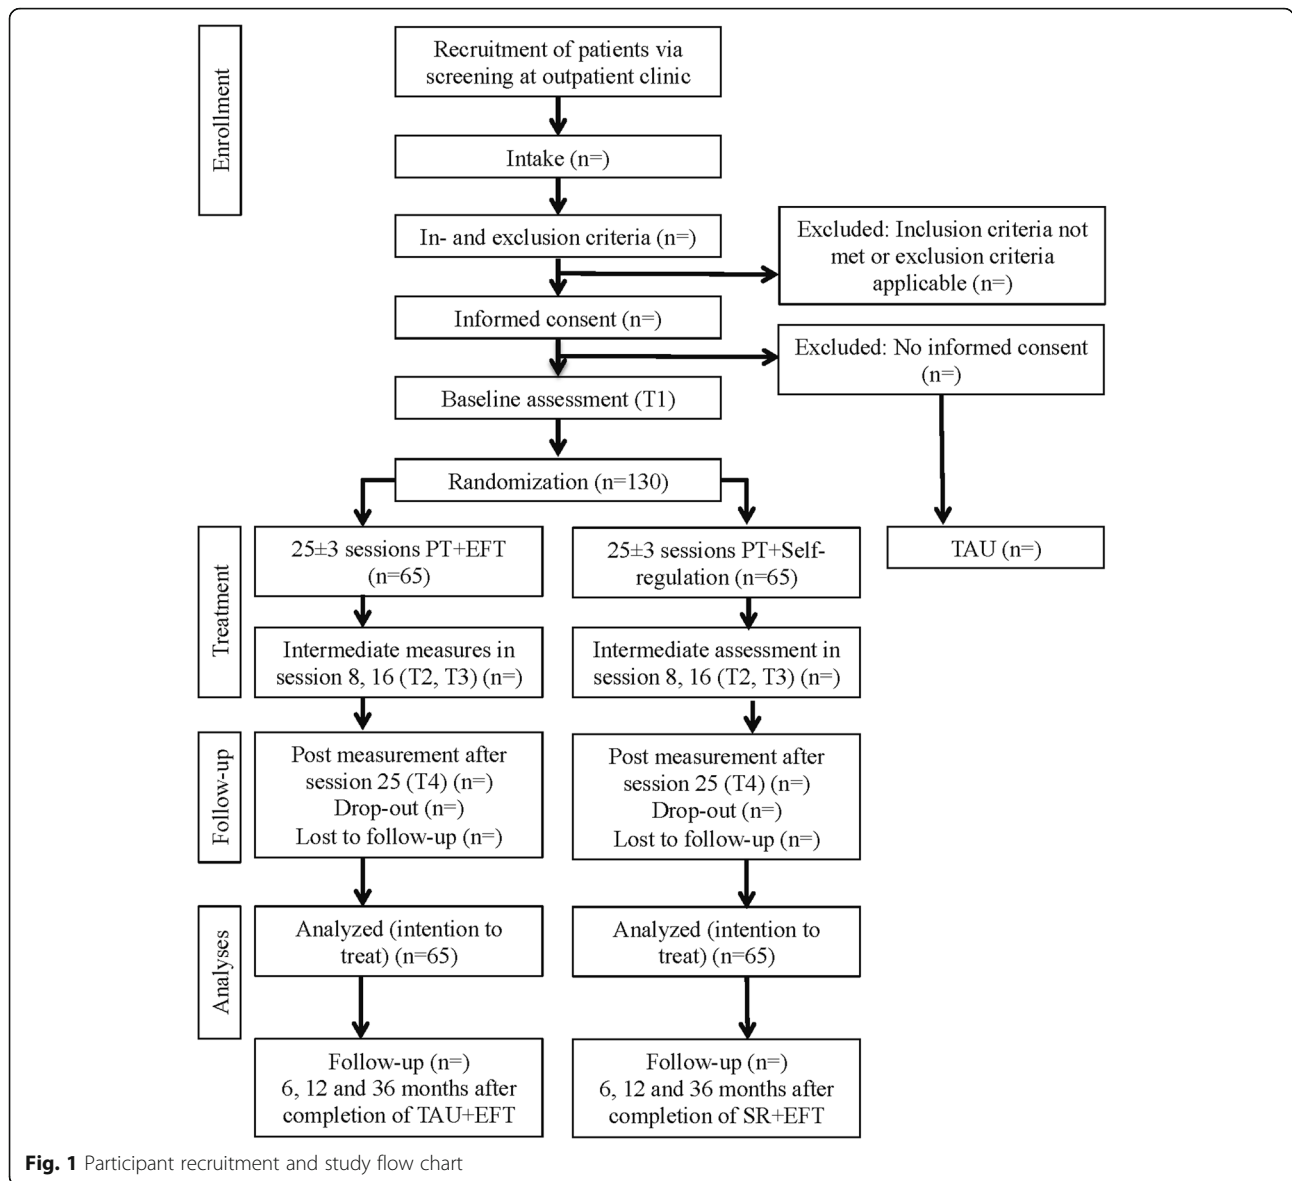 Enrollment
Recruitment of patients via
screening at outpatient clinic
Intake (n=)
In- and exclusion criteria (n=)
Excluded: Inclusion criteria not
met or exclusion criteria
applicable (n=)
Informed consent (n=)
Excluded: No informed consent
(n=)
Baseline assessment (T1)
Randomization (n=130)
TAU (n=)
Treatment
25±3 sessions PT+EFT
(n=65)
25±3 sessions PT+Self-
regulation (n=65)
Intermediate measures in
session 8, 16 (T2, T3) (n=)
Intermediate assessment in
session 8, 16 (T2, T3) (n=)
Follow-up
Post measurement after
session 25 (T4) (n=)
Drop-out (n=)
Lost to follow-up (n=)
Post measurement after
session 25 (T4) (n=)
Drop-out (n=)
Lost to follow-up (n=)
Analyses
Analyzed (intention to
treat) (n=65)
Analyzed (intention to
treat) (n=65)
Follow-up (n=)
6, 12 and 36 months after
completion of TAU+EFT
Follow-up (n=)
6, 12 and 36 months after
completion of SR+EFT
Fig. 1 Participant recruitment and study flow chart